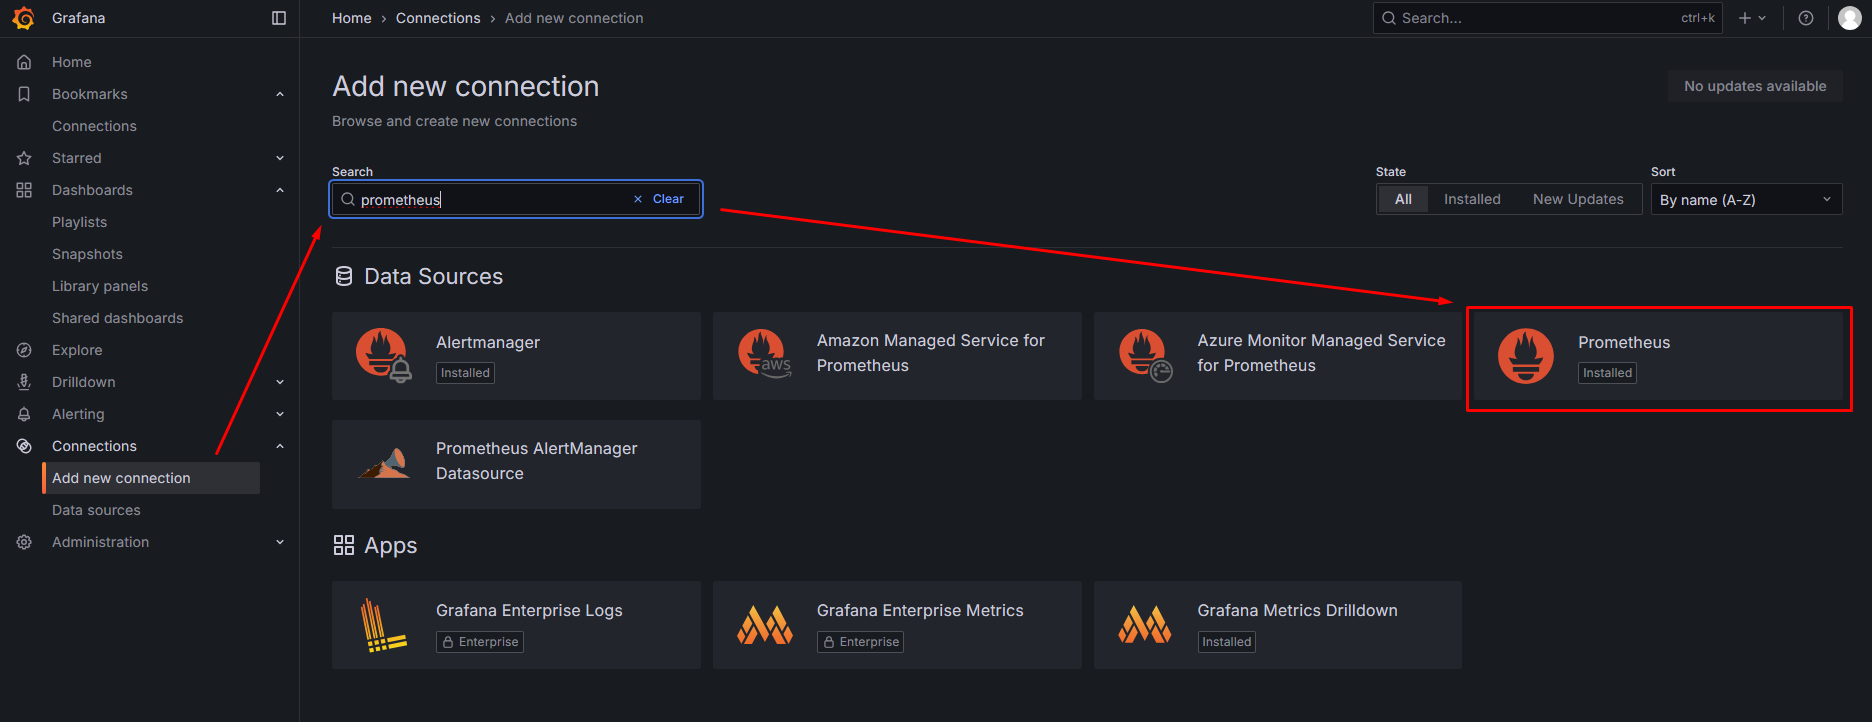 Grafana
Home › Connections › Add new connection
Search...
ctrl+k
Home
Bookmarks
Connections
Starred
Dashboards
Playlists
Snapshots
Library panels
Shared dashboards
Explore
Drilldown
Alerting
Connections
Add new connection
Data sources
Administration
Add new connection
No updates available
Browse and create new connections
Search
prometheus
Clear
State
All
Installed
New Updates
Sort
By name (A-Z)
Data Sources
Alertmanager
Installed
Amazon Managed Service for
Prometheus
aws
Azure Monitor Managed Service
for Prometheus
Prometheus
Installed
Prometheus AlertManager
Datasource
Apps
Grafana Enterprise Logs
Enterprise
Grafana Enterprise Metrics
Enterprise
Grafana Metrics Drilldown
Installed